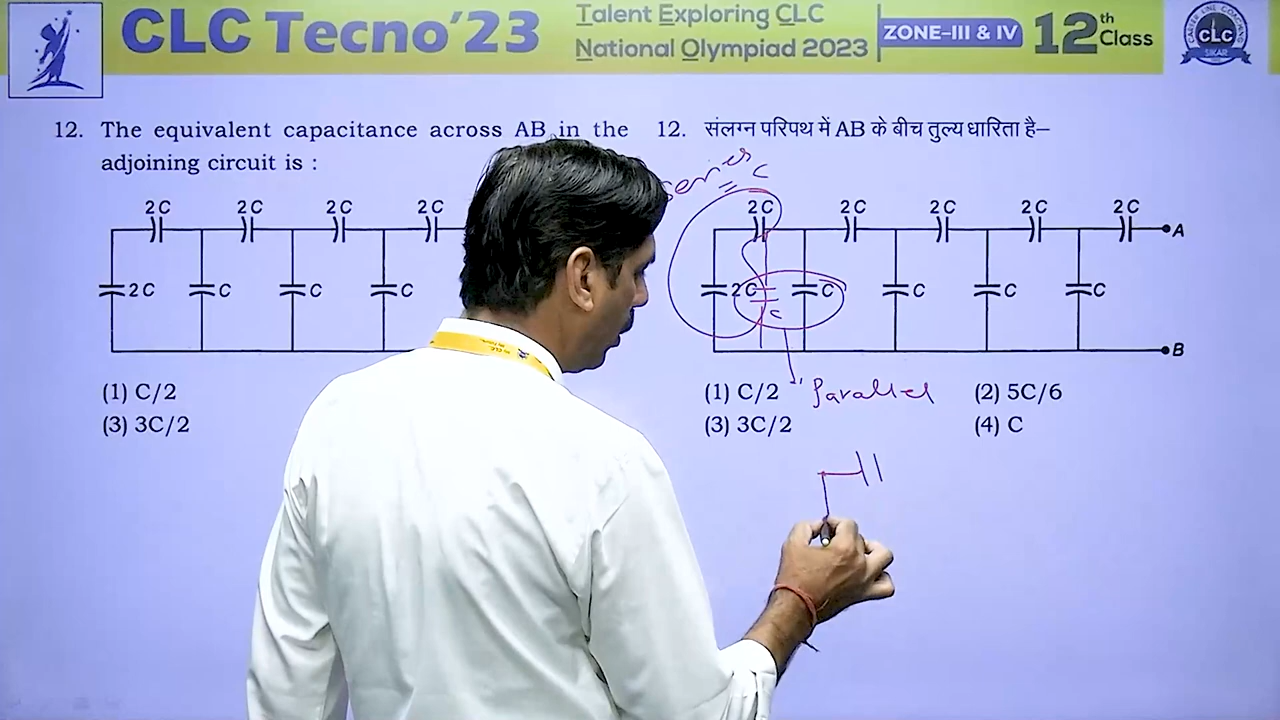 CLC Tecno'23
Talent Exploring CLC
National Olympiad 2023
ZONE-III & IV
12th Class
CLC
SIKAR
12. The equivalent capacitance across AB in the
adjoining circuit is :
2C 2C 2C 2C
2C C C C
(1) C/2
(3) 3C/2
12. संलग्न परिपथ में AB के बीच तुल्य धारिता है–
series C
2C 2C 2C 2C 2C A
2C C C C C
C
B
(1) C/2 (2) 5C/6
Parallel
(3) 3C/2 (4) C